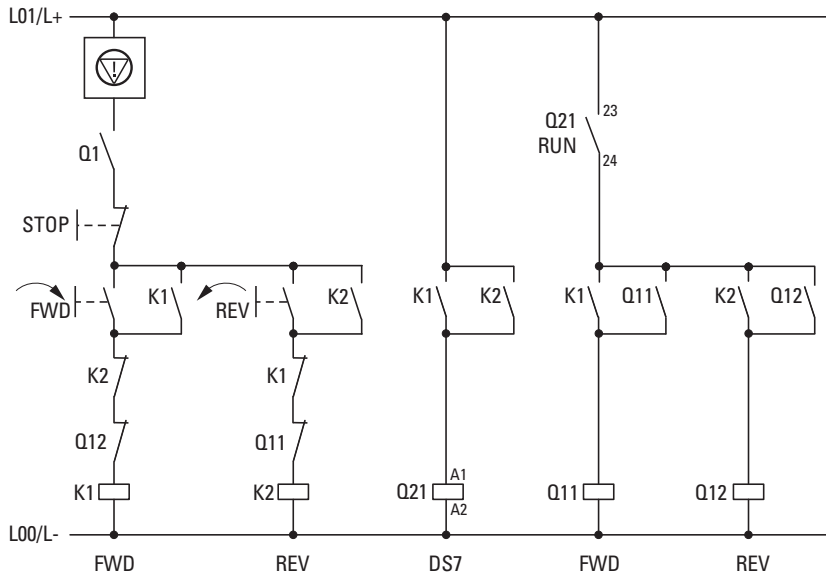 L01/L+
!
Q1
Q21
RUN
23
24
STOP
FWD
K1
REV
K2
K1
K2
K1
Q11
K2
Q12
K2
K1
Q12
Q11
K1
K2
Q21
A1
A2
Q11
Q12
L00/L-
FWD
REV
DS7
FWD
REV